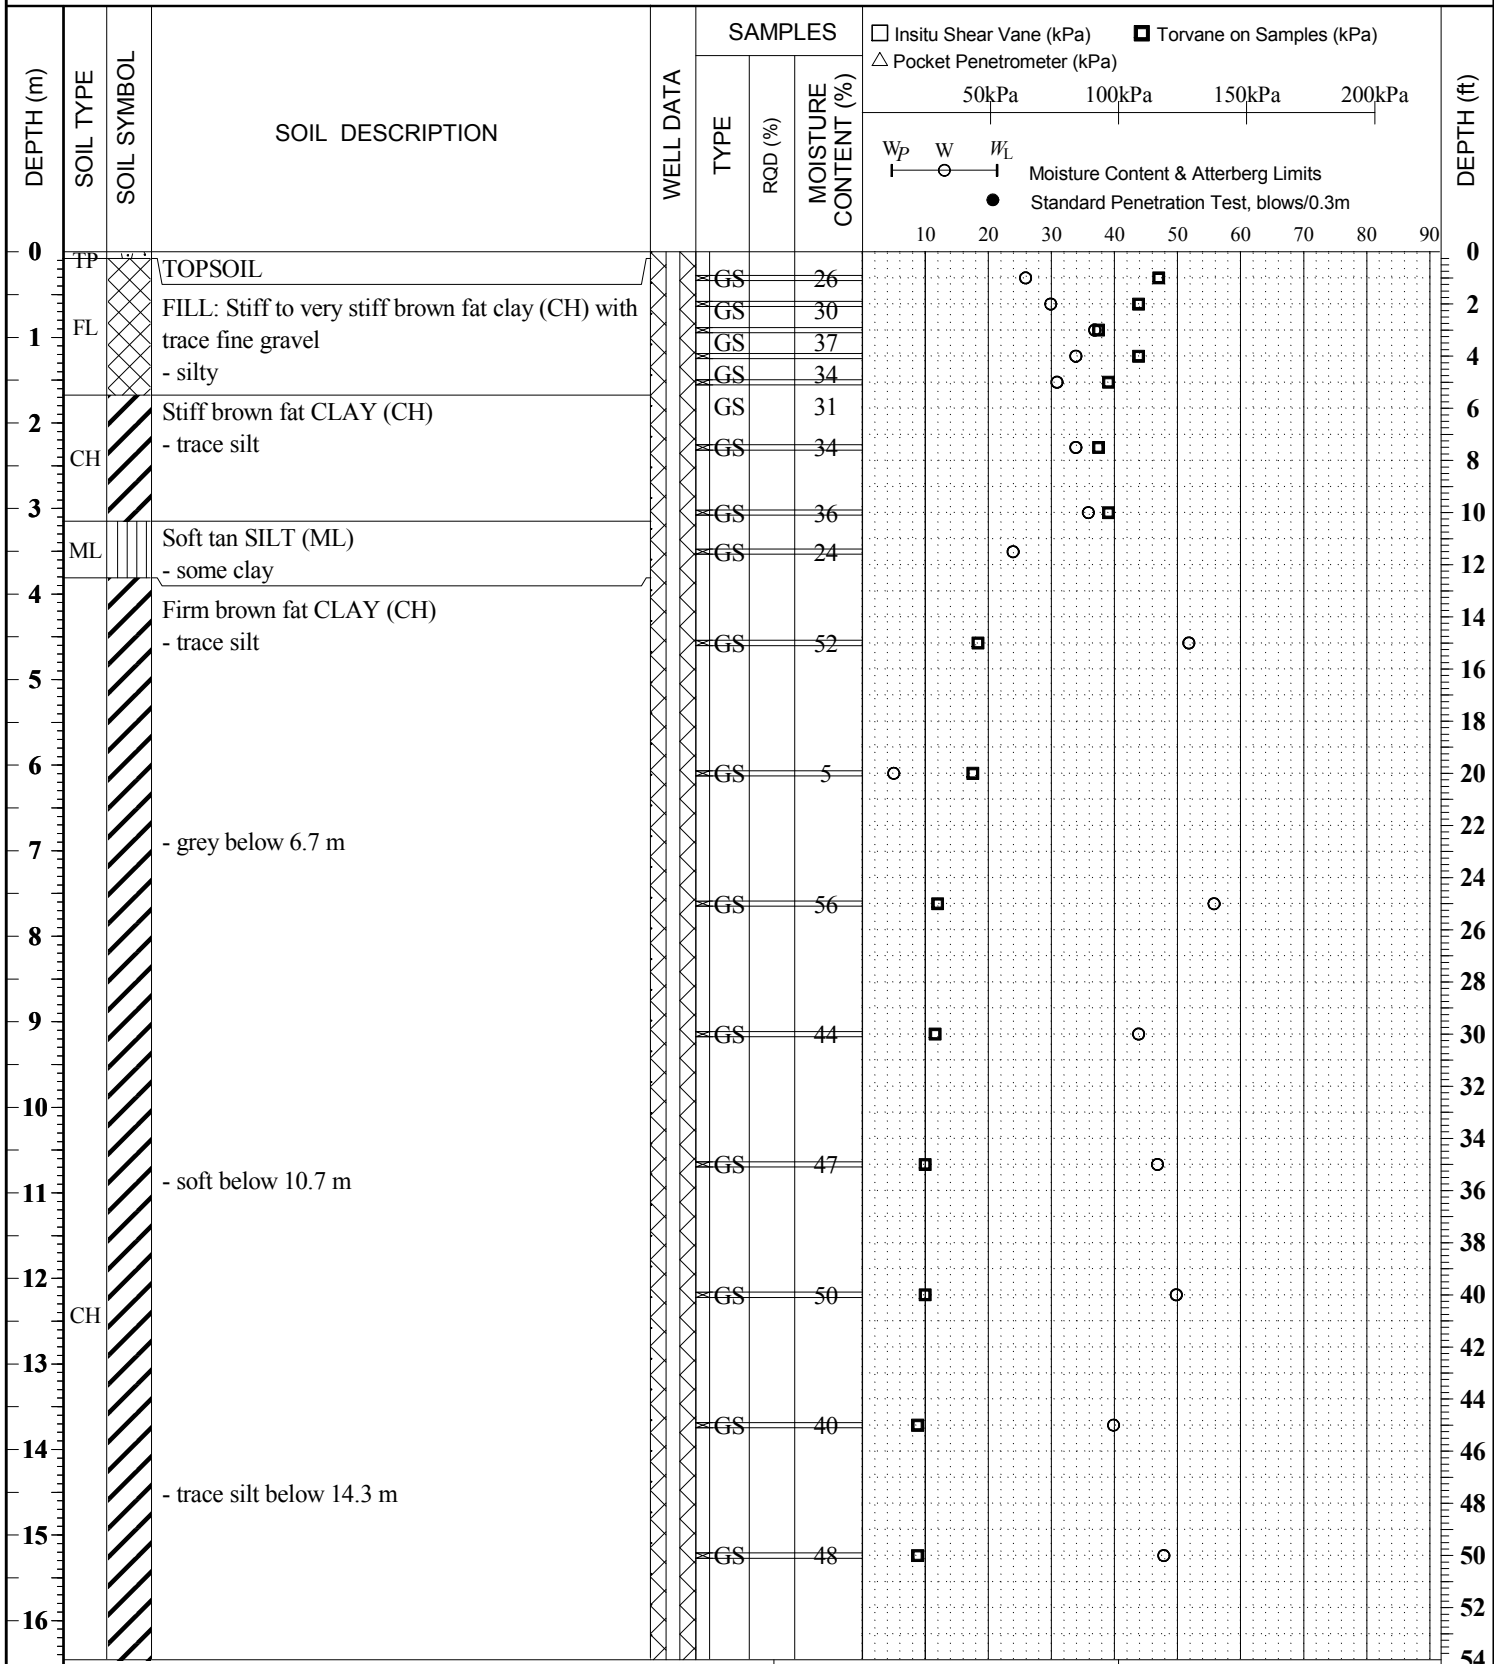 DEPTH (m)
SOIL TYPE
SOIL SYMBOL
SOIL DESCRIPTION
WELL DATA
SAMPLES
TYPE
RQD (%)
MOISTURE
CONTENT (%)
□ Insitu Shear Vane (kPa)
Torvane on Samples (kPa)
△ Pocket Penetrometer (kPa)
50kPa 100kPa 150kPa 200kPa
WP W WL
Moisture Content & Atterberg Limits
● Standard Penetration Test, blows/0.3m
10 20 30 40 50 60 70 80 90
DEPTH (ft)
0 TP TOPSOIL 0
GS 26
FL FILL: Stiff to very stiff brown fat clay (CH) with GS 30 2
1 trace fine gravel GS 37
- silty GS 34 4
Stiff brown fat CLAY (CH) GS 31 6
2
- trace silt GS 34
CH 8
3 GS 36 10
Soft tan SILT (ML)
ML GS 24
- some clay 12
4
Firm brown fat CLAY (CH) 14
- trace silt GS 52
16
5
18
6 GS 5 20
22
7 - grey below 6.7 m
24
GS 56
8 26
28
9 GS 44 30
32
10
34
GS 47
11 - soft below 10.7 m 36
38
12
GS 50 40
CH
42
13
44
GS 40
14 46
- trace silt below 14.3 m 48
15
GS 48 50
16 52
54